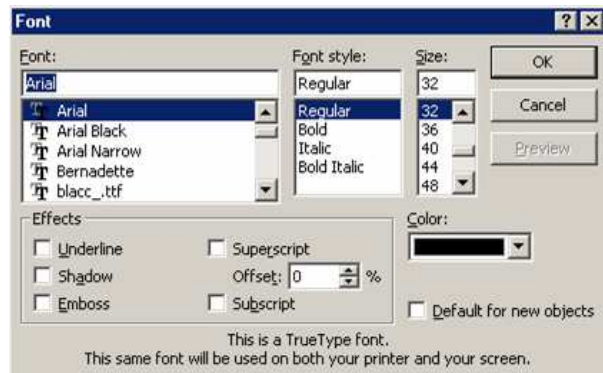 Font
Font:
Arial
Arial
Arial Black
Arial Narrow
Bernadette
blacc_.ttf
Font style:
Regular
Regular
Bold
Italic
Bold Italic
Size:
32
32
36
40
44
48
OK
Cancel
Preview
Effects
Underline
Shadow
Emboss
Superscript
Offset: 0 %
Subscript
Color:
Default for new objects
This is a TrueType font.
This same font will be used on both your printer and your screen.